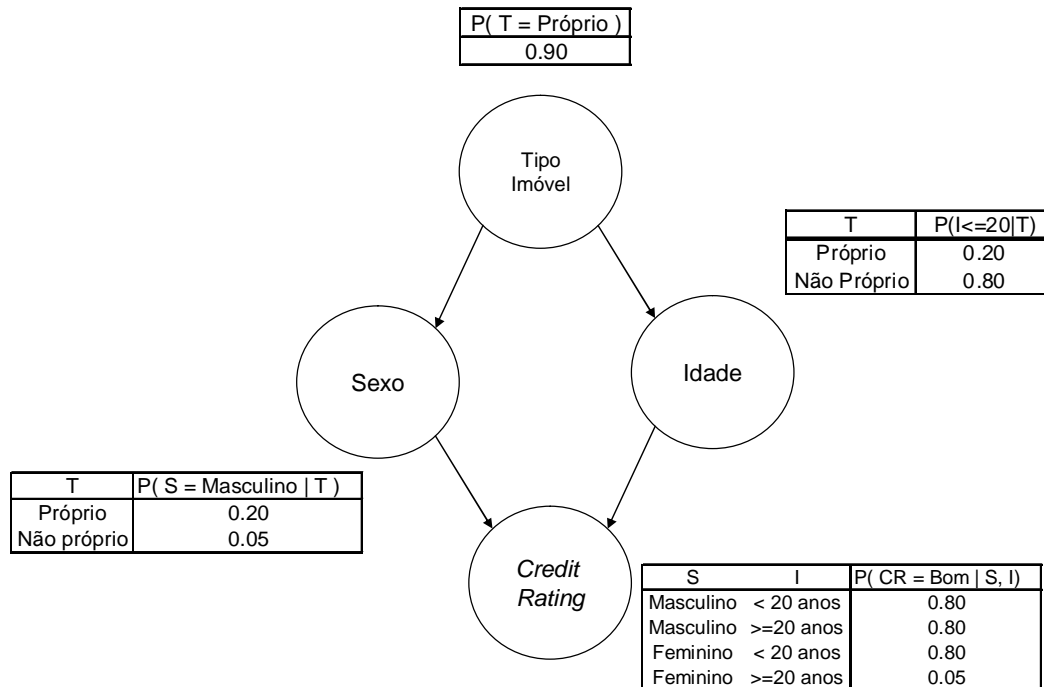 P( T = Próprio )
0.90
Tipo
Imóvel
T P(I<=20|T)
Próprio 0.20
Não Próprio 0.80
Sexo
Idade
T P( S = Masculino | T )
Próprio 0.20
Não próprio 0.05
Credit
Rating
S I P( CR = Bom | S, I)
Masculino < 20 anos 0.80
Masculino >=20 anos 0.80
Feminino < 20 anos 0.80
Feminino >=20 anos 0.05